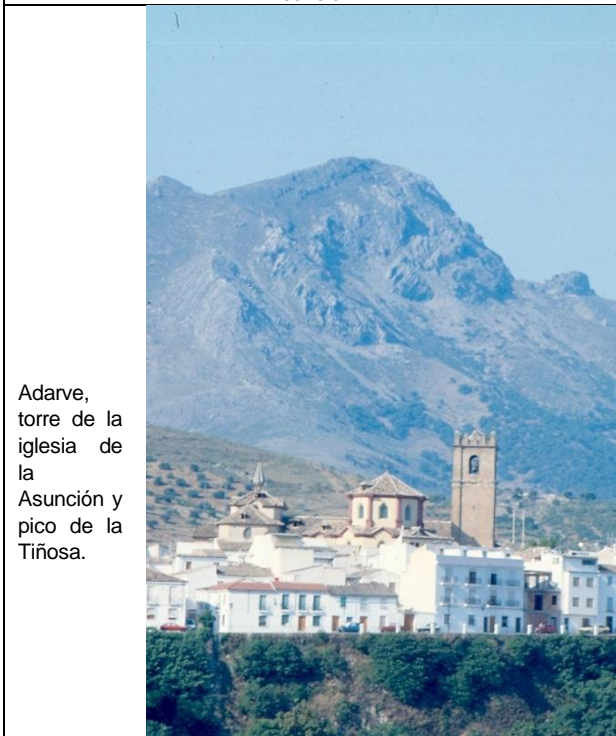 Adarve,
torre de la
iglesia de
la
Asunción y
pico de la
Tiñosa.